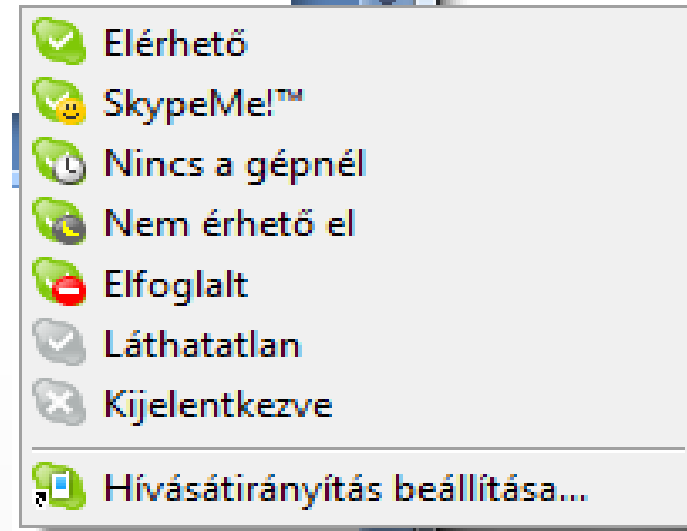 Elérhető
SkypeMe!™
Nincs a gépnél
Nem érhető el
Elfoglalt
Láthatatlan
Kijelentkezve
Hívásátirányítás beállítása...